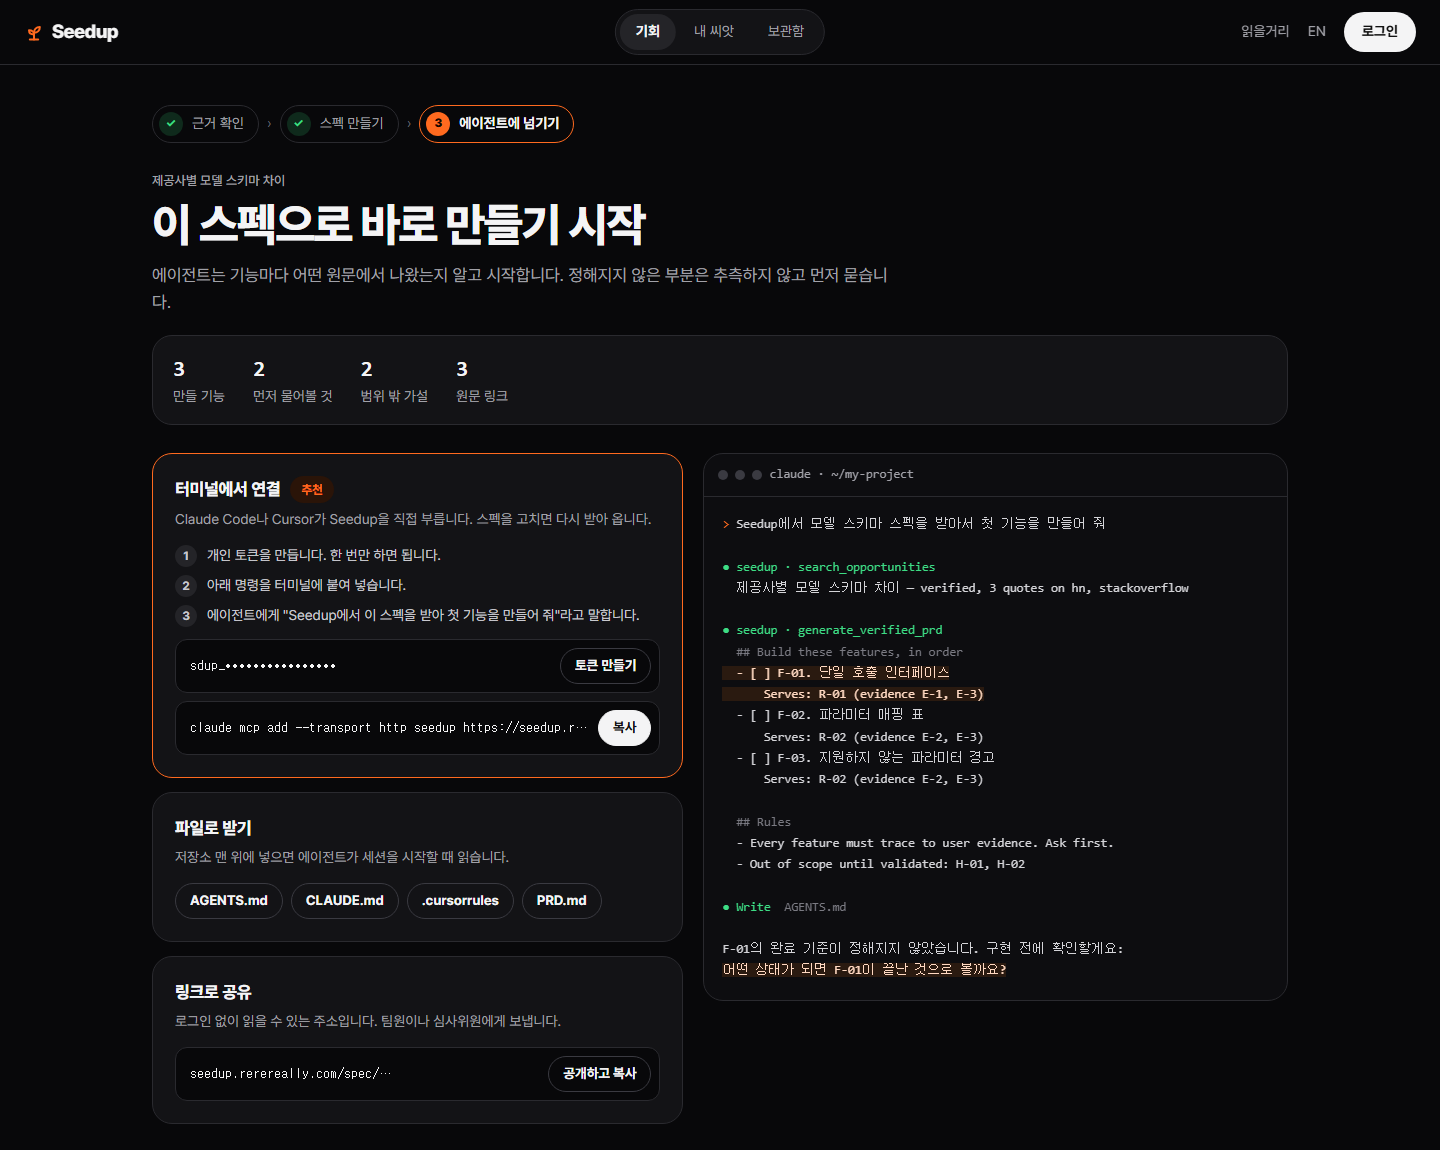 Seedup
기회
내 씨앗
보관함
읽을거리
EN
로그인
근거 확인
›
스펙 만들기
›
3
에이전트에 넘기기
제공사별 모델 스키마 차이
이 스펙으로 바로 만들기 시작
에이전트는 기능마다 어떤 원문에서 나왔는지 알고 시작합니다. 정해지지 않은 부분은 추측하지 않고 먼저 묻습니
다.
3
만들 기능
2
먼저 물어볼 것
2
범위 밖 가설
3
원문 링크
터미널에서 연결 추천
Claude Code나 Cursor가 Seedup을 직접 부릅니다. 스펙을 고치면 다시 받아 옵니다.
1 개인 토큰을 만듭니다. 한 번만 하면 됩니다.
2 아래 명령을 터미널에 붙여 넣습니다.
3 에이전트에게 "Seedup에서 이 스펙을 받아 첫 기능을 만들어 줘"라고 말합니다.
sdup_••••••••••••••••
토큰 만들기
claude mcp add --transport http seedup https://seedup.r…
복사
파일로 받기
저장소 맨 위에 넣으면 에이전트가 세션을 시작할 때 읽습니다.
AGENTS.md
CLAUDE.md
.cursorrules
PRD.md
링크로 공유
로그인 없이 읽을 수 있는 주소입니다. 팀원이나 심사위원에게 보냅니다.
seedup.rerereally.com/spec/…
공개하고 복사
claude · ~/my-project
> Seedup에서 모델 스키마 스펙을 받아서 첫 기능을 만들어 줘
● seedup · search_opportunities
제공사별 모델 스키마 차이 — verified, 3 quotes on hn, stackoverflow
● seedup · generate_verified_prd
## Build these features, in order
- [ ] F-01. 단일 호출 인터페이스
Serves: R-01 (evidence E-1, E-3)
- [ ] F-02. 파라미터 매핑 표
Serves: R-02 (evidence E-2, E-3)
- [ ] F-03. 지원하지 않는 파라미터 경고
Serves: R-02 (evidence E-2, E-3)
## Rules
- Every feature must trace to user evidence. Ask first.
- Out of scope until validated: H-01, H-02
● Write AGENTS.md
F-01의 완료 기준이 정해지지 않았습니다. 구현 전에 확인할게요:
어떤 상태가 되면 F-01이 끝난 것으로 볼까요?